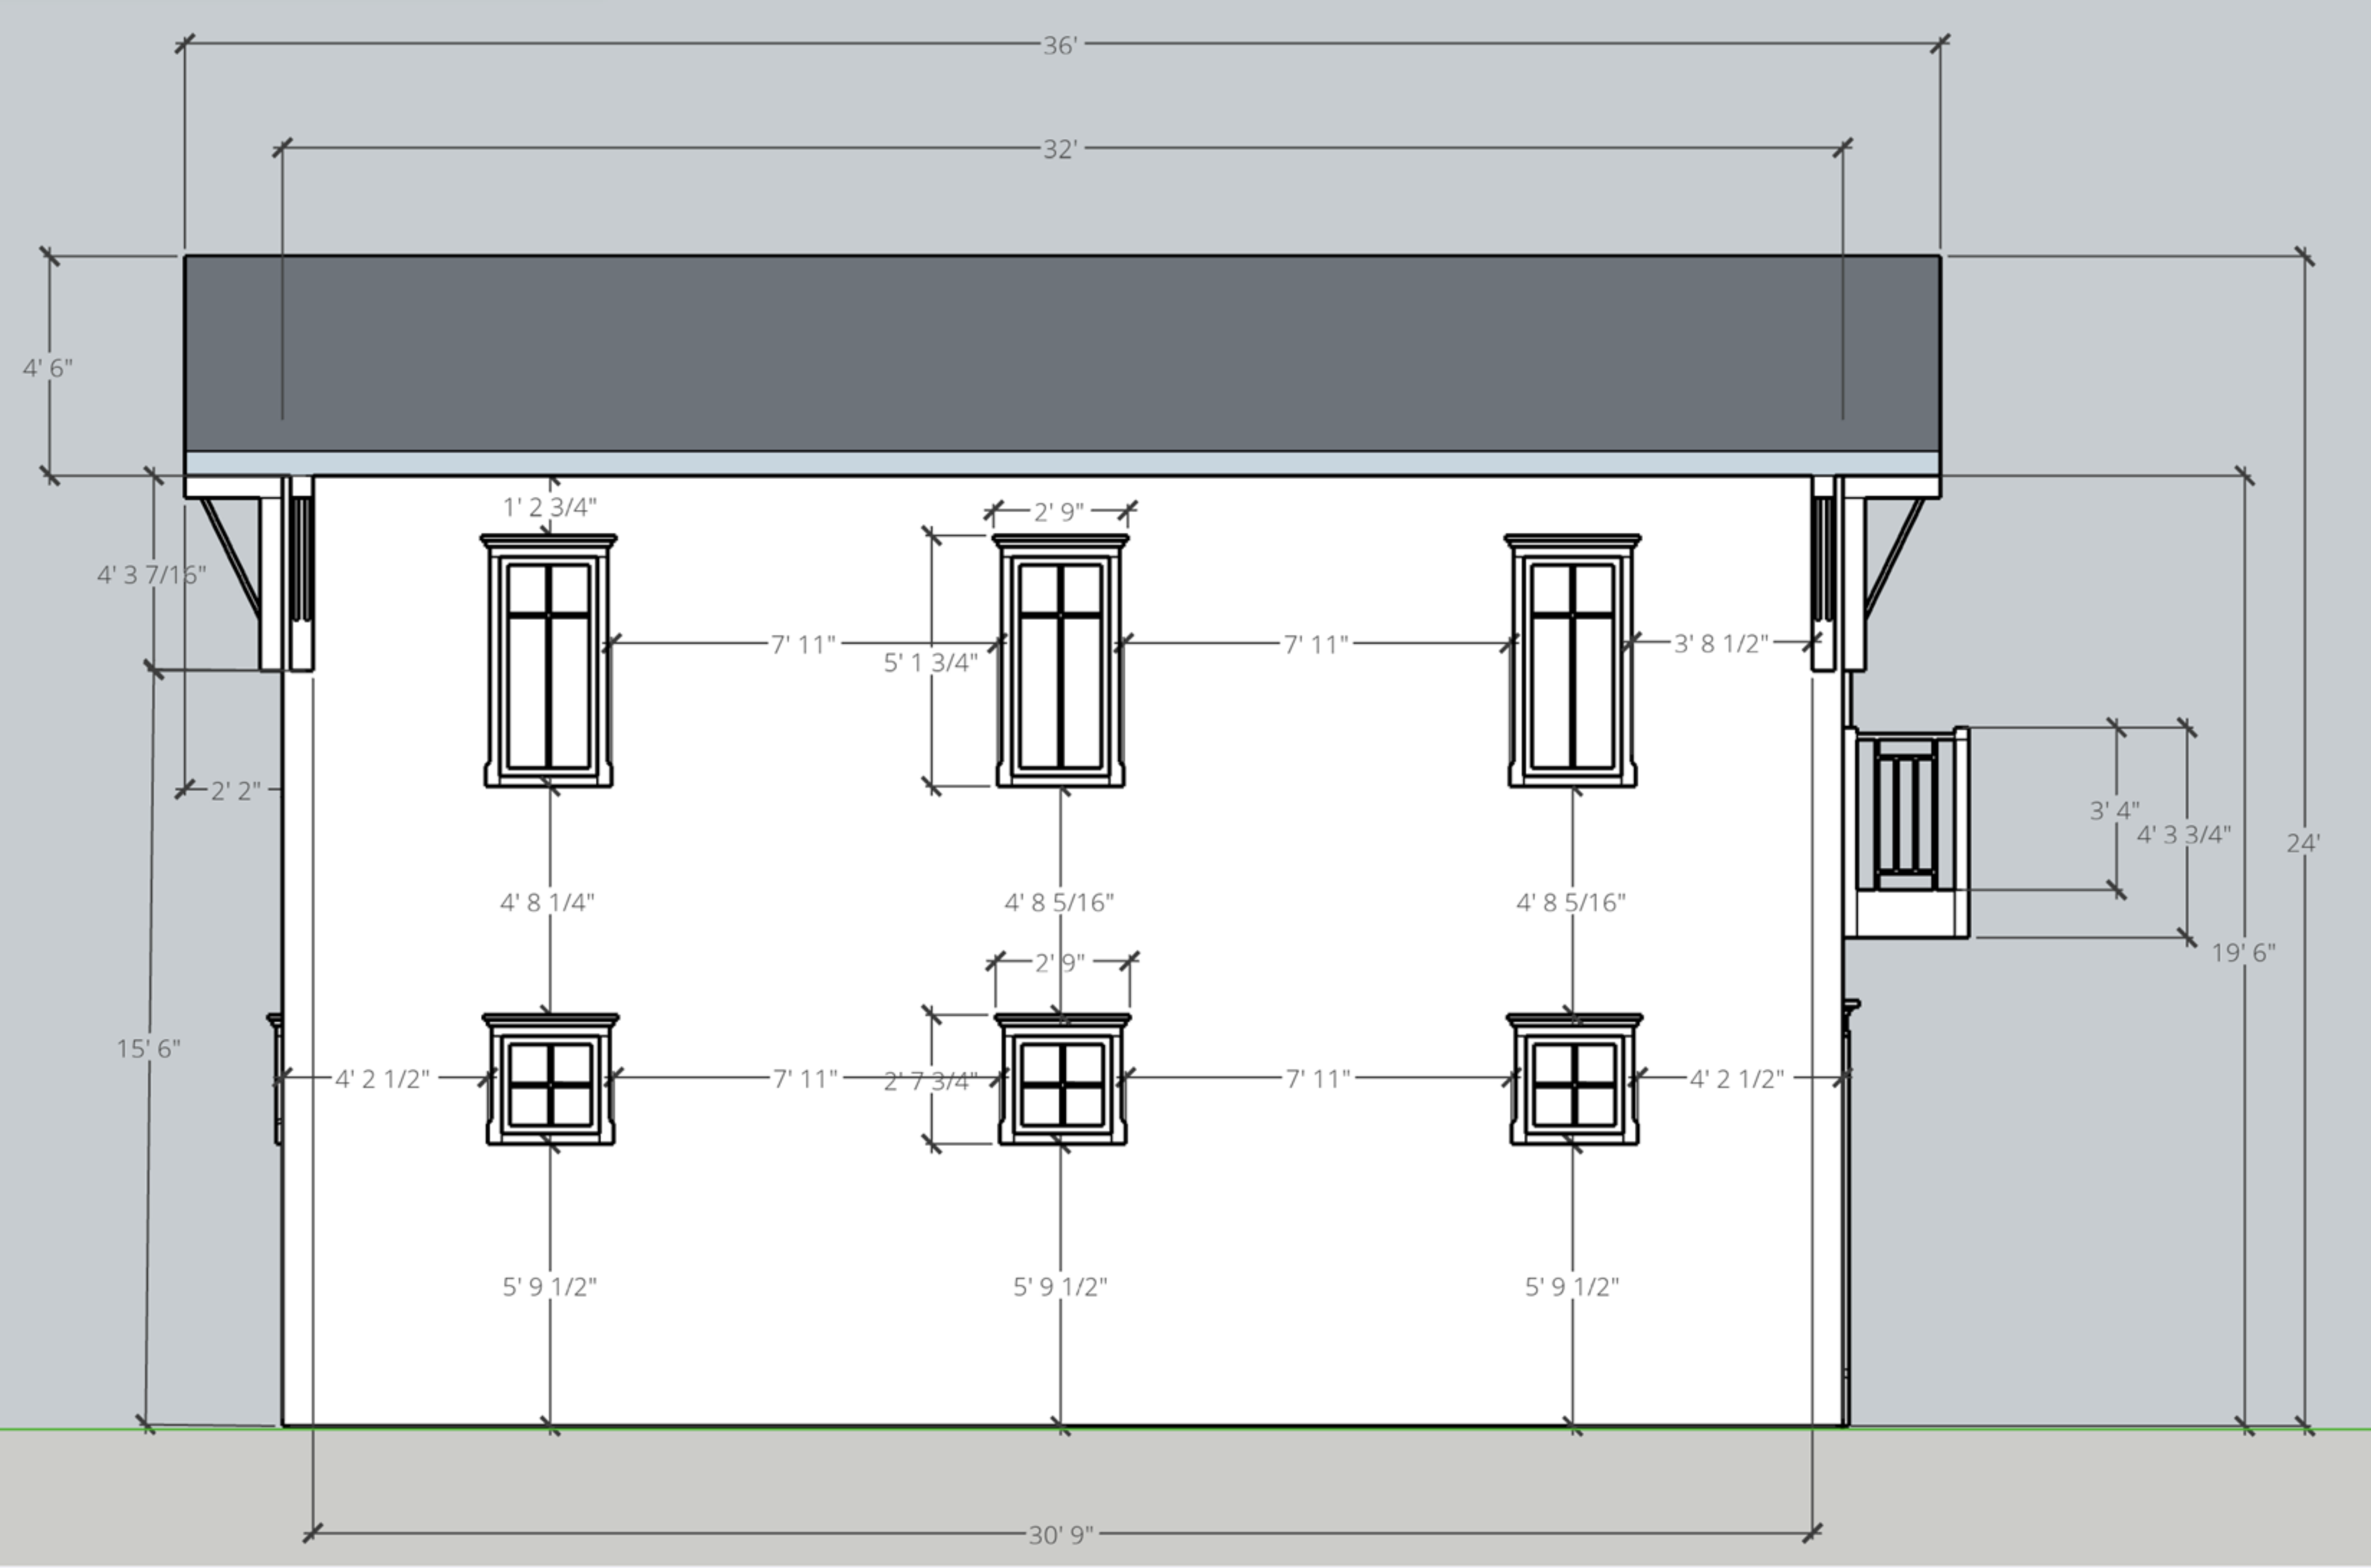 36'
32'
4' 6"
1' 2 3/4"
2' 9"
4' 3 7/16"
7' 11"
5' 1 3/4"
7' 11"
3' 8 1/2"
2' 2"
3' 4"
4' 3 3/4"
24'
4' 8 1/4"
4' 8 5/16"
4' 8 5/16"
19' 6"
2' 9"
15' 6"
4' 2 1/2"
7' 11"
2' 7 3/4"
7' 11"
4' 2 1/2"
5' 9 1/2"
5' 9 1/2"
5' 9 1/2"
30' 9"